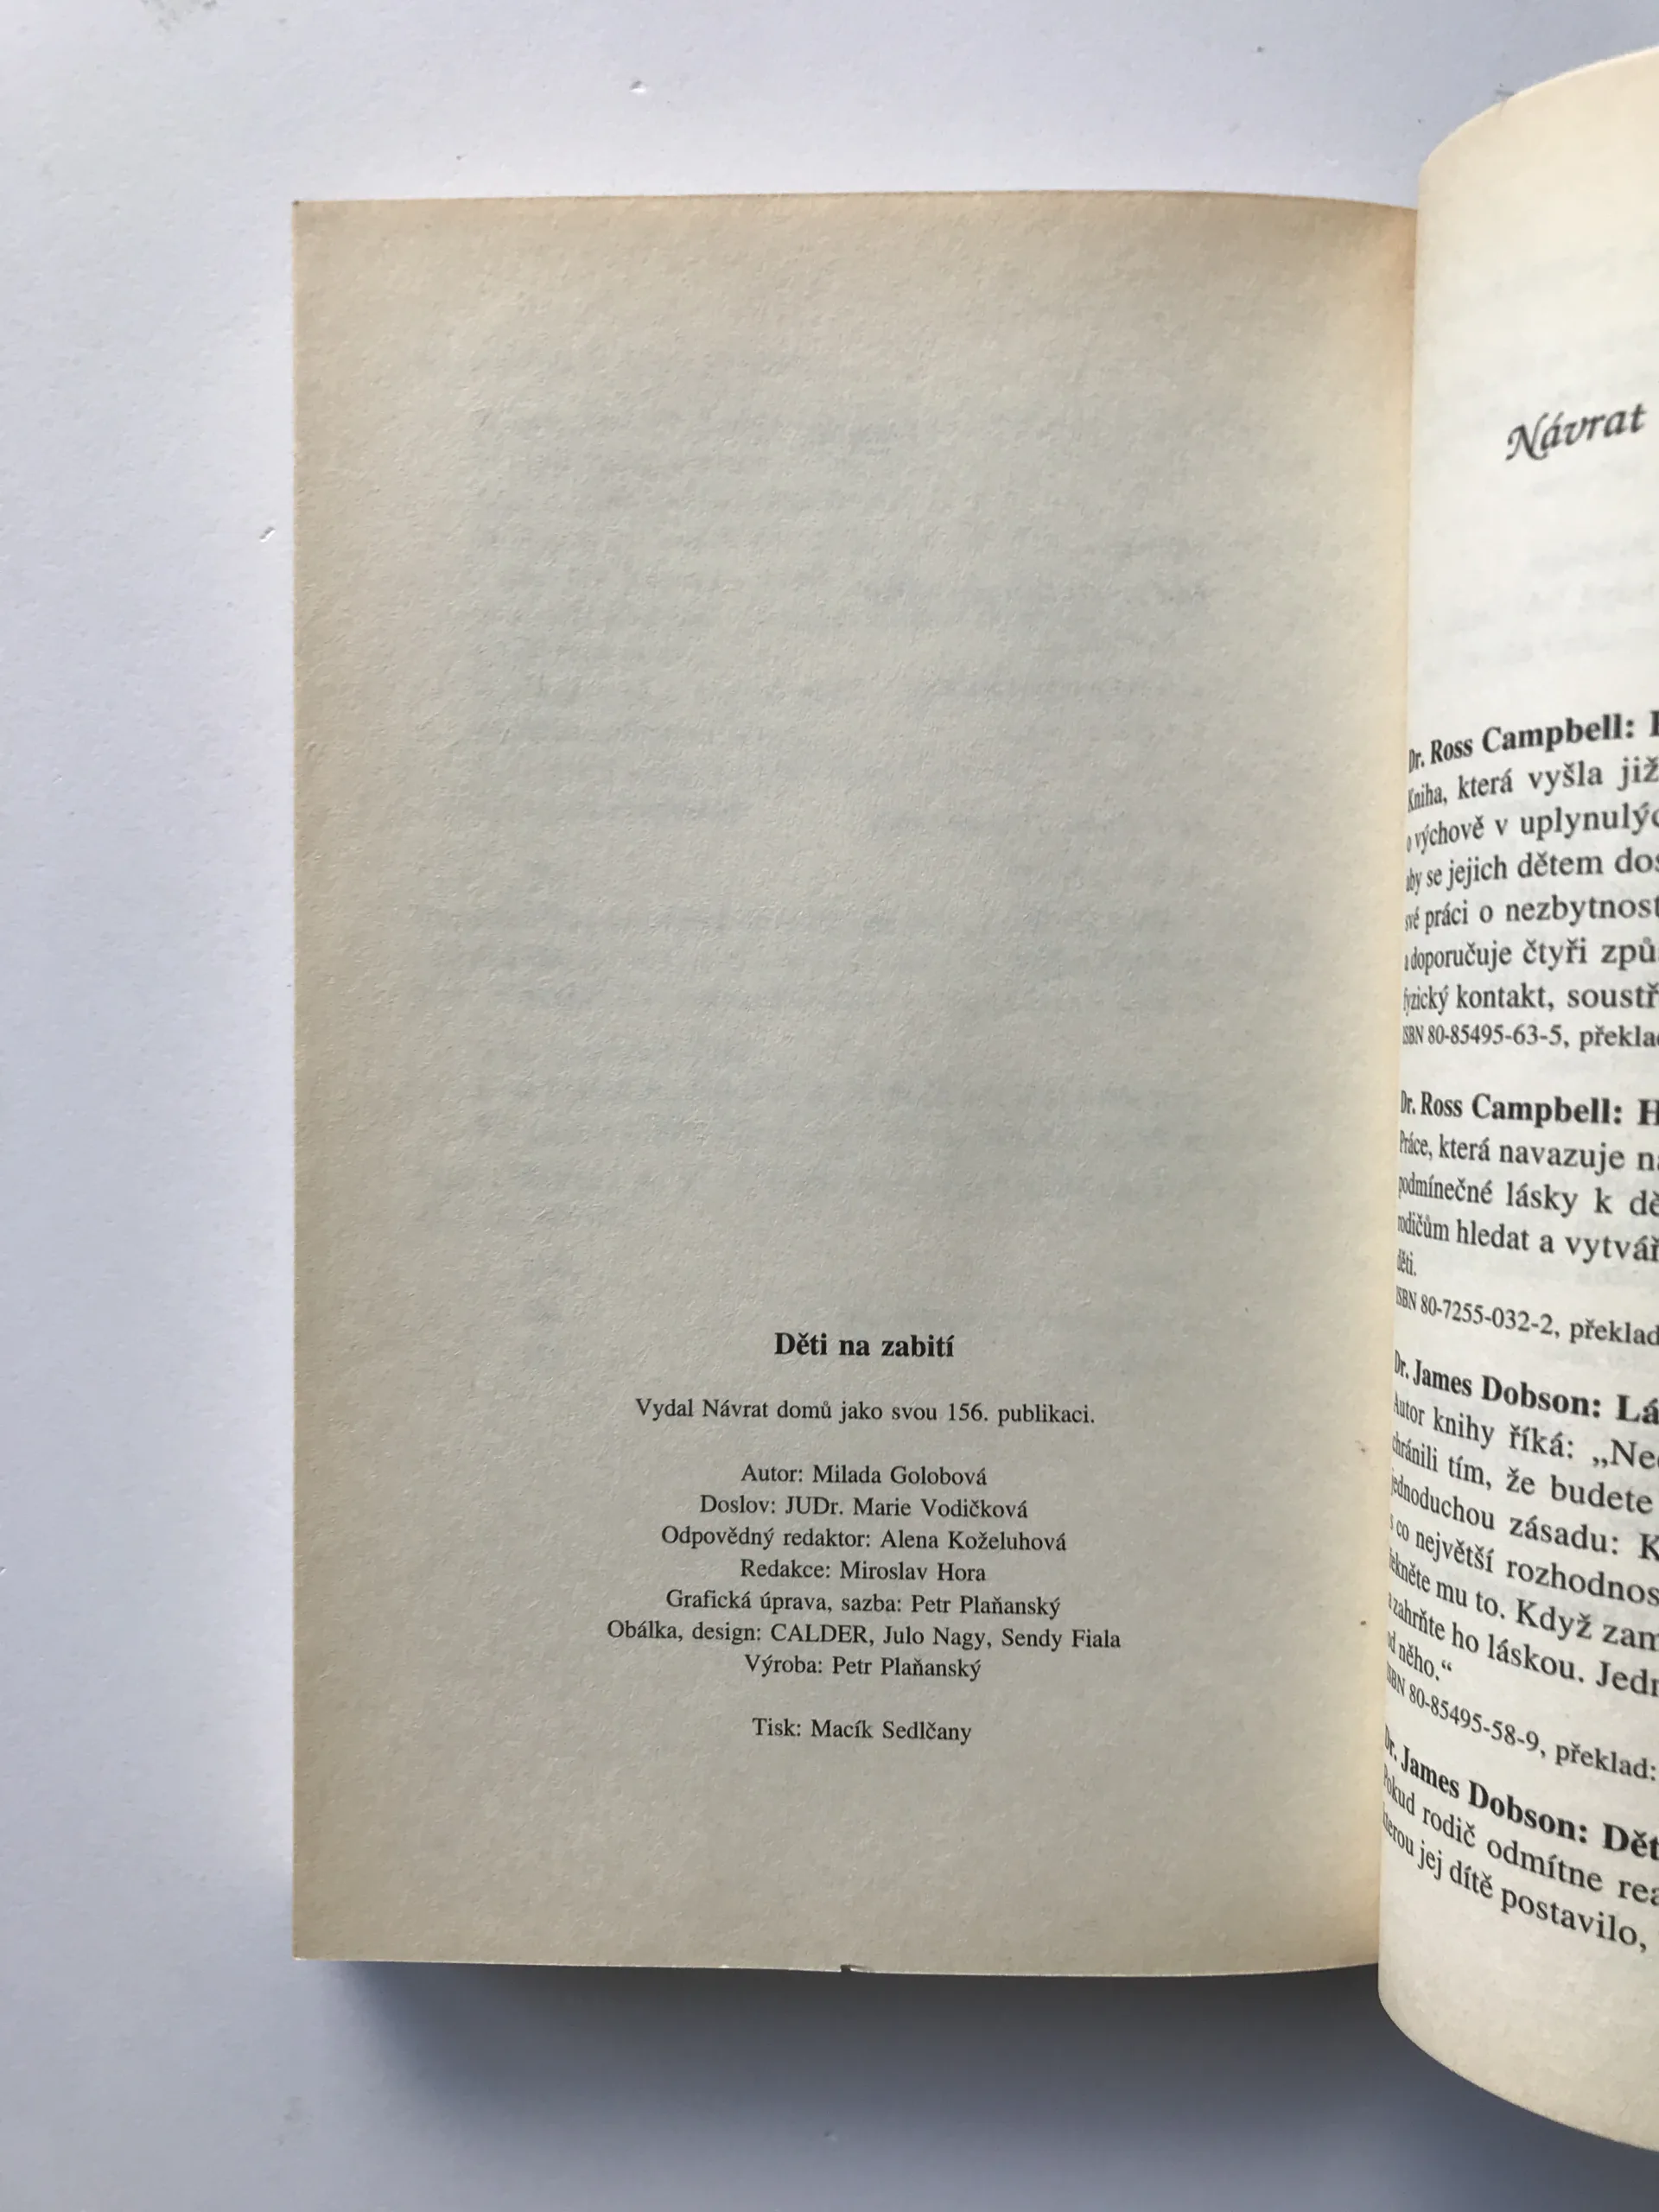 Děti na zabití
Vydal Návrat domů jako svou 156. publikaci.
Autor: Milada Golobová
Doslov: JUDr. Marie Vodičková
Odpovědný redaktor: Alena Koželuhová
Redakce: Miroslav Hora
Grafická úprava, sazba: Petr Plaňanský
Obálka, design: CALDER, Julo Nagy, Sendy Fiala
Výroba: Petr Plaňanský
Tisk: Macík Sedlčany
Návrat
Dr. Ross Campbell:
Kniha, která vyšla již
o výchově v uplynulýc
aby se jejich dětem dos
své práci o nezbytnost
a doporučuje čtyři způs
fyzický kontakt, soustř
ISBN 80-85495-63-5, překlad
Dr. Ross Campbell: H
Práce, která navazuje na
podmínečné lásky k dě
rodičům hledat a vytvář
děti.
ISBN 80-7255-032-2, překlad
Dr. James Dobson: Lá
Autor knihy říká: „Ne
chránili tím, že budete
jednoduchou zásadu: K
s co největší rozhodnos
řekněte mu to. Když zam
a zahrňte ho láskou. Jedn
od něho.“
ISBN 80-85495-58-9, překlad:
Dr. James Dobson: Dět
Pokud rodič odmítne rea
kterou jej dítě postavilo,